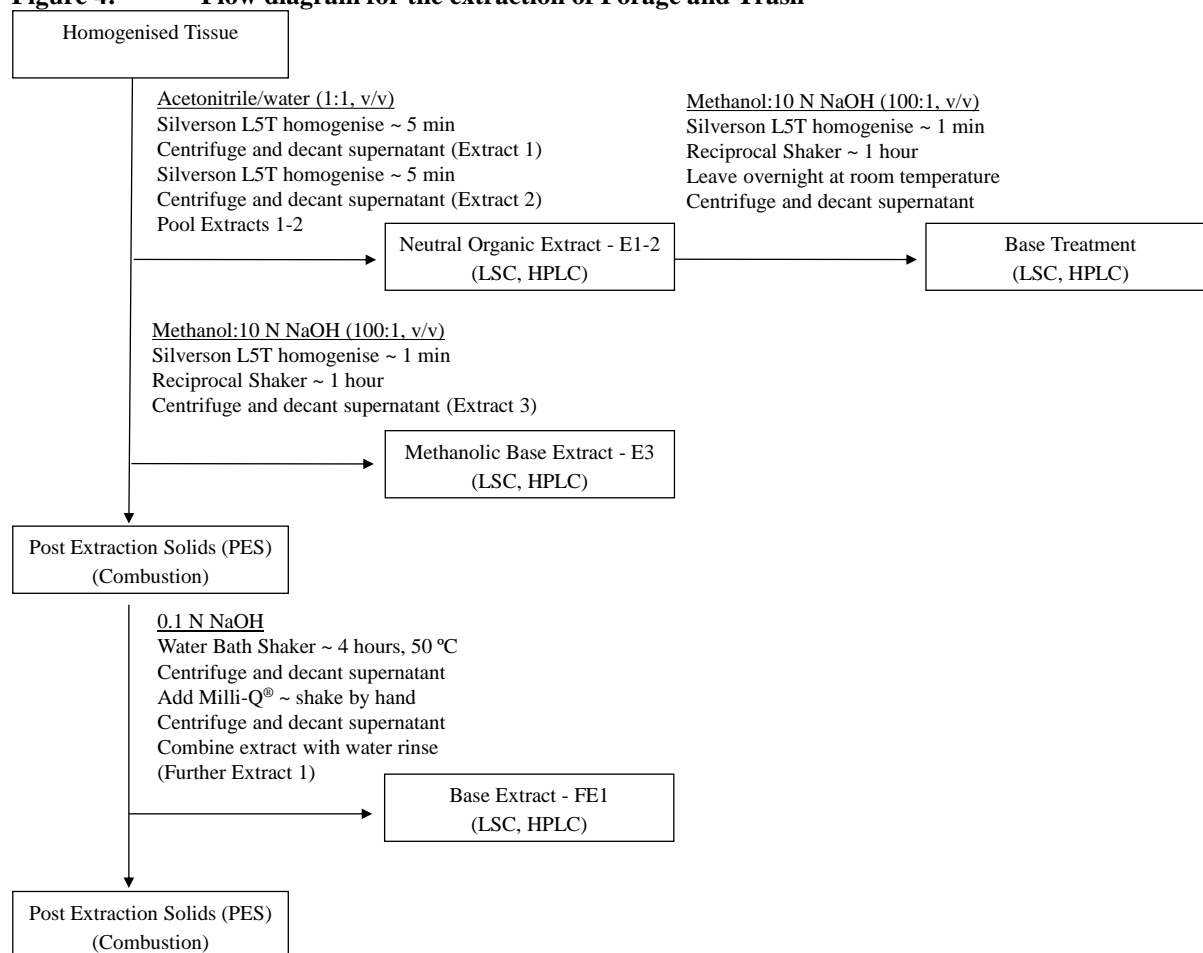 Figure 4. Flow diagram for the extraction of Forage and Trash
Homogenised Tissue
Acetonitrile/water (1:1, v/v)
Silverson L5T homogenise ~ 5 min
Centrifuge and decant supernatant (Extract 1)
Silverson L5T homogenise ~ 5 min
Centrifuge and decant supernatant (Extract 2)
Pool Extracts 1-2
Methanol:10 N NaOH (100:1, v/v)
Silverson L5T homogenise ~ 1 min
Reciprocal Shaker ~ 1 hour
Leave overnight at room temperature
Centrifuge and decant supernatant
Neutral Organic Extract - E1-2
(LSC, HPLC)
Base Treatment
(LSC, HPLC)
Methanol:10 N NaOH (100:1, v/v)
Silverson L5T homogenise ~ 1 min
Reciprocal Shaker ~ 1 hour
Centrifuge and decant supernatant (Extract 3)
Methanolic Base Extract - E3
(LSC, HPLC)
Post Extraction Solids (PES)
(Combustion)
0.1 N NaOH
Water Bath Shaker ~ 4 hours, 50 ºC
Centrifuge and decant supernatant
Add Milli-Q® ~ shake by hand
Centrifuge and decant supernatant
Combine extract with water rinse
(Further Extract 1)
Base Extract - FE1
(LSC, HPLC)
Post Extraction Solids (PES)
(Combustion)